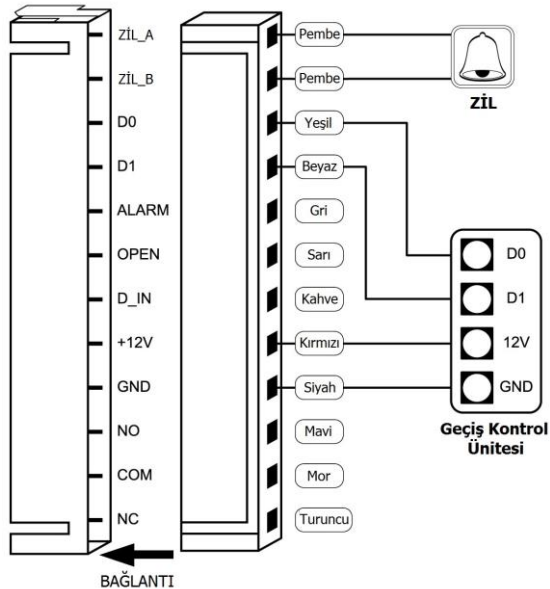 ZİL_A
ZİL_B
D0
D1
ALARM
OPEN
D_IN
+12V
GND
NO
COM
NC
BAĞLANTI
Pembe
Pembe
Yeşil
Beyaz
Gri
Sarı
Kahve
Kırmızı
Siyah
Mavi
Mor
Turuncu
ZİL
D0
D1
12V
GND
Geçiş Kontrol
Ünitesi